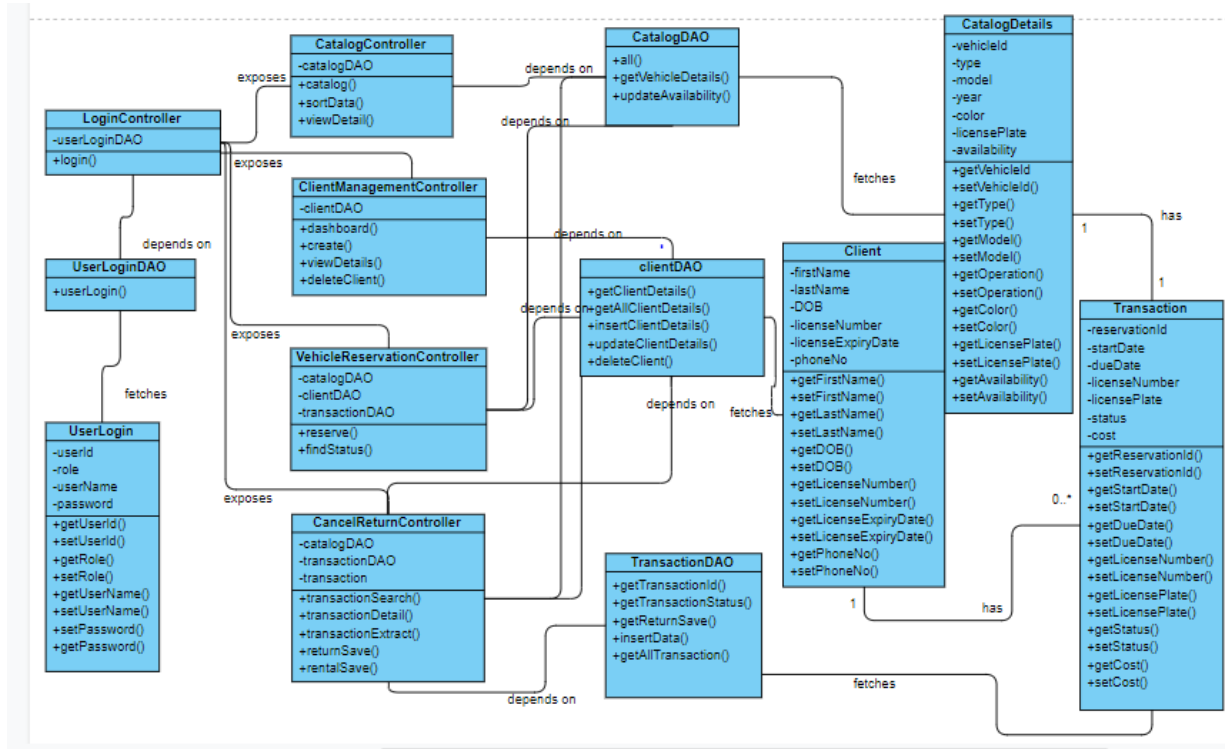 CatalogController
-catalogDAO
+catalog()
+sortData()
+viewDetail()
exposes
depends on
CatalogDAO
+all()
+getVehicleDetails()
+updateAvailability()
depends on
CatalogDetails
-vehicleId
-type
-model
-year
-color
-licensePlate
-availability
+getVehicleId
+setVehicleId()
+getType()
+setType()
+getModel()
+setModel()
+getOperation()
+setOperation()
+getColor()
+setColor()
+getLicensePlate()
+setLicensePlate()
+getAvailability()
+setAvailability()
fetches
has
1
1
LoginController
-userLoginDAO
+login()
exposes
ClientManagementController
-clientDAO
+dashboard()
+create()
+viewDetails()
+deleteClient()
depends on
depends on
UserLoginDAO
+userLogin()
fetches
clientDAO
+getClientDetails()
+getAllClientDetails()
+insertClientDetails()
+updateClientDetails()
+deleteClient()
depends on
depends on
fetches
Client
-firstName
-lastName
-DOB
-licenseNumber
-licenseExpiryDate
-phoneNo
+getFirstName()
+setFirstName()
+getLastName()
+setLastName()
+getDOB()
+setDOB()
+getLicenseNumber()
+setLicenseNumber()
+getLicenseExpiryDate()
+setLicenseExpiryDate()
+getPhoneNo()
+setPhoneNo()
exposes
VehicleReservationController
-catalogDAO
-clientDAO
-transactionDAO
+reserve()
+findStatus()
UserLogin
-userId
-role
-userName
-password
+getUserId()
+setUserId()
+getRole()
+setRole()
+getUserName()
+setUserName()
+setPassword()
+getPassword()
exposes
CancelReturnController
-catalogDAO
-transactionDAO
-transaction
+transactionSearch()
+transactionDetail()
+transactionExtract()
+returnSave()
+rentalSave()
depends on
TransactionDAO
+getTransactionId()
+getTransactionStatus()
+getReturnSave()
+insertData()
+getAllTransaction()
fetches
1
has
0..*
Transaction
-reservationId
-startDate
-dueDate
-licenseNumber
-licensePlate
-status
-cost
+getReservationId()
+setReservationId()
+getStartDate()
+setStartDate()
+getDueDate()
+setDueDate()
+getLicenseNumber()
+setLicenseNumber()
+getLicensePlate()
+setLicensePlate()
+getStatus()
+setStatus()
+getCost()
+setCost()